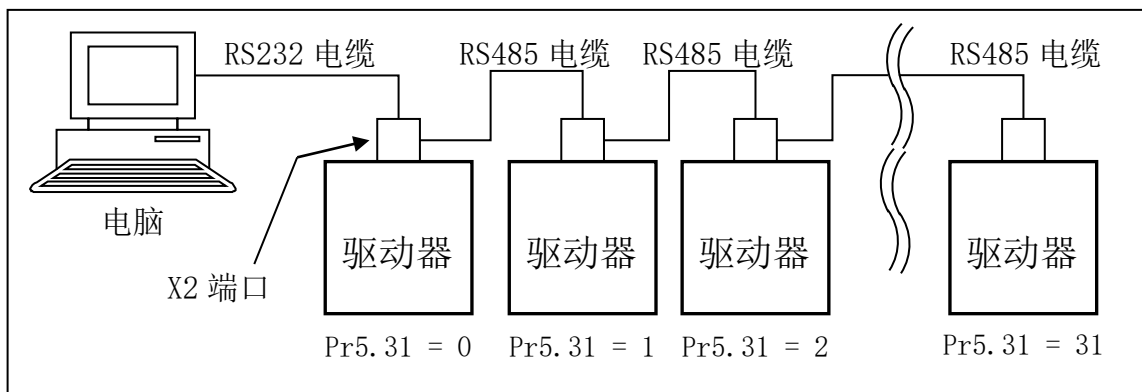 RS232 电缆
RS485 电缆
RS485 电缆
RS485 电缆
电脑
X2 端口
驱动器
驱动器
驱动器
驱动器
Pr5.31 = 0
Pr5.31 = 1
Pr5.31 = 2
Pr5.31 = 31